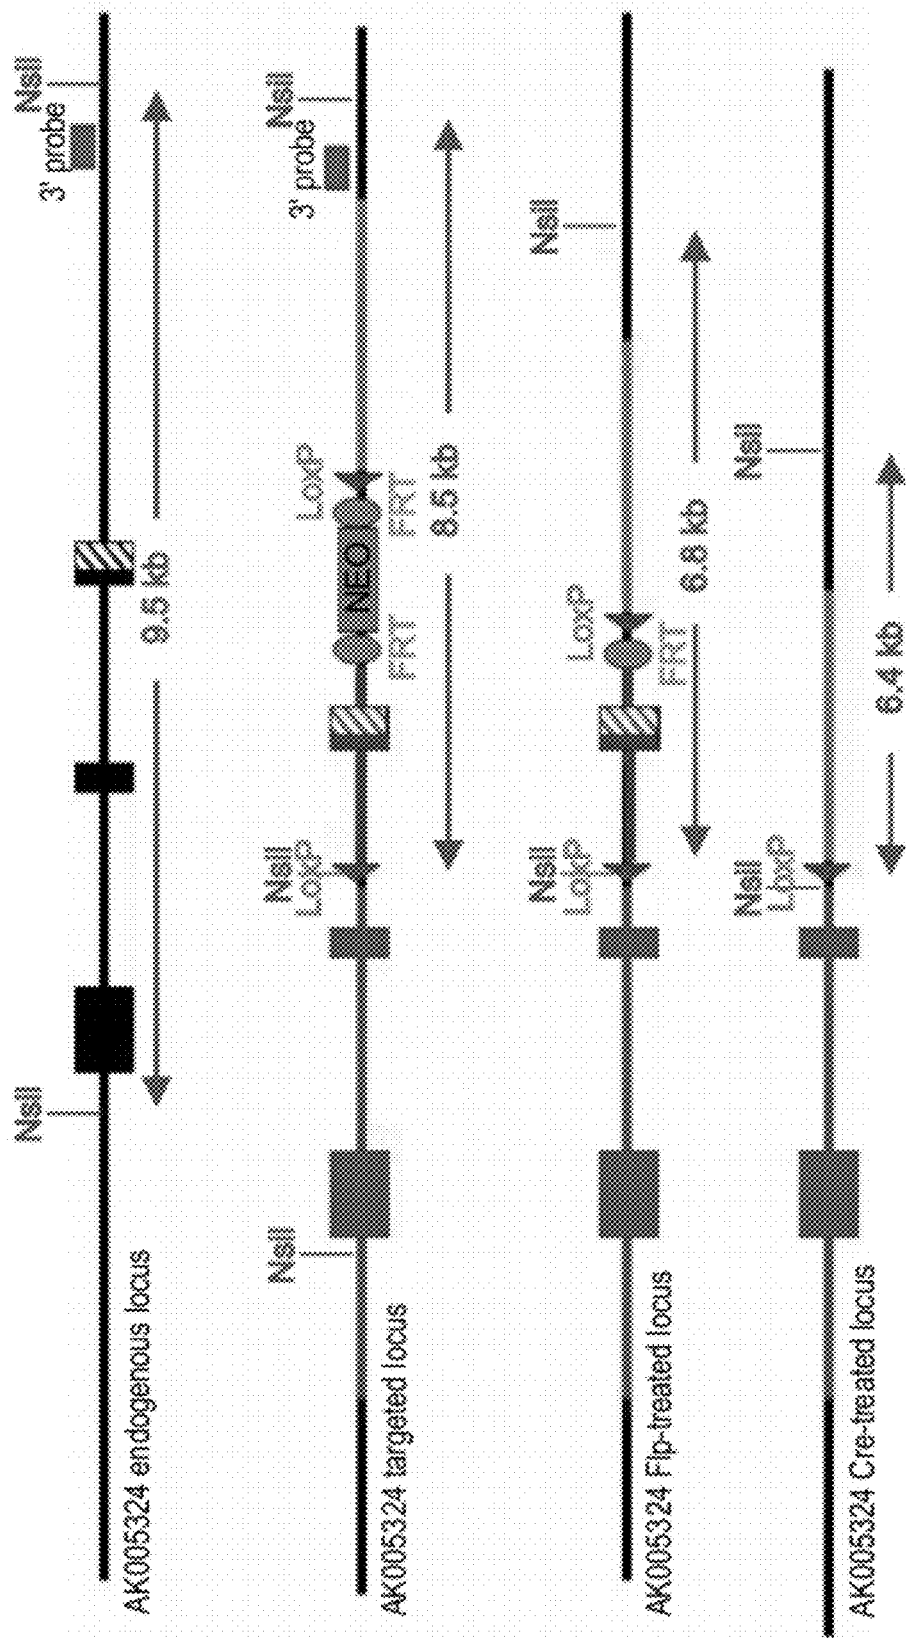 NsiI 3' probe NsiI
9.5 kb
AK005324 endogenous locus
NsiI NsiI LoxP LoxP 3' probe NsiI
NEO
FRT FRT
8.5 kb
AK005324 targeted locus
NsiI LoxP LoxP NsiI
FRT
6.8 kb
AK005324 Flp-treated locus
NsiI LoxP NsiI
6.4 kb
AK005324 Cre-treated locus